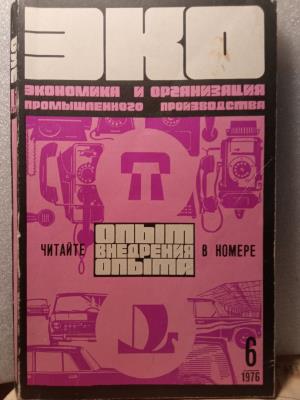 ЭКО
ЭКОНОМИКА И ОРГАНИЗАЦИЯ
ПРОМЫШЛЕННОГО ПРОИЗВОДСТВА
ЧИТАЙТЕ ОПЫТ ВНЕДРЕНИЯ ОПЫТА В НОМЕРЕ
6
1976